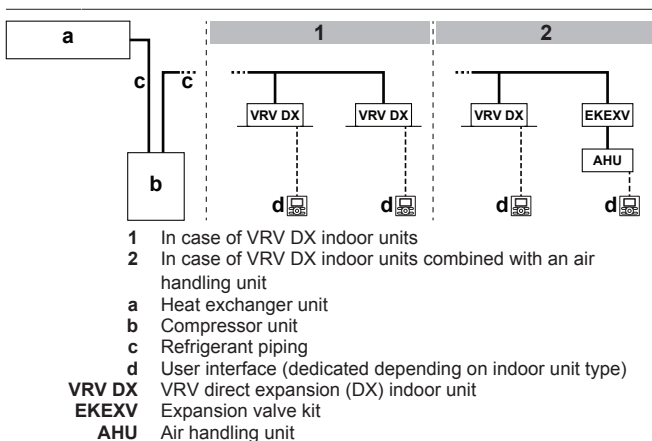 1 2
a
c c
VRV DX VRV DX VRV DX EKEXV
AHU
b
d d d d
1 In case of VRV DX indoor units
2 In case of VRV DX indoor units combined with an air
handling unit
a Heat exchanger unit
b Compressor unit
c Refrigerant piping
d User interface (dedicated depending on indoor unit type)
VRV DX VRV direct expansion (DX) indoor unit
EKEXV Expansion valve kit
AHU Air handling unit